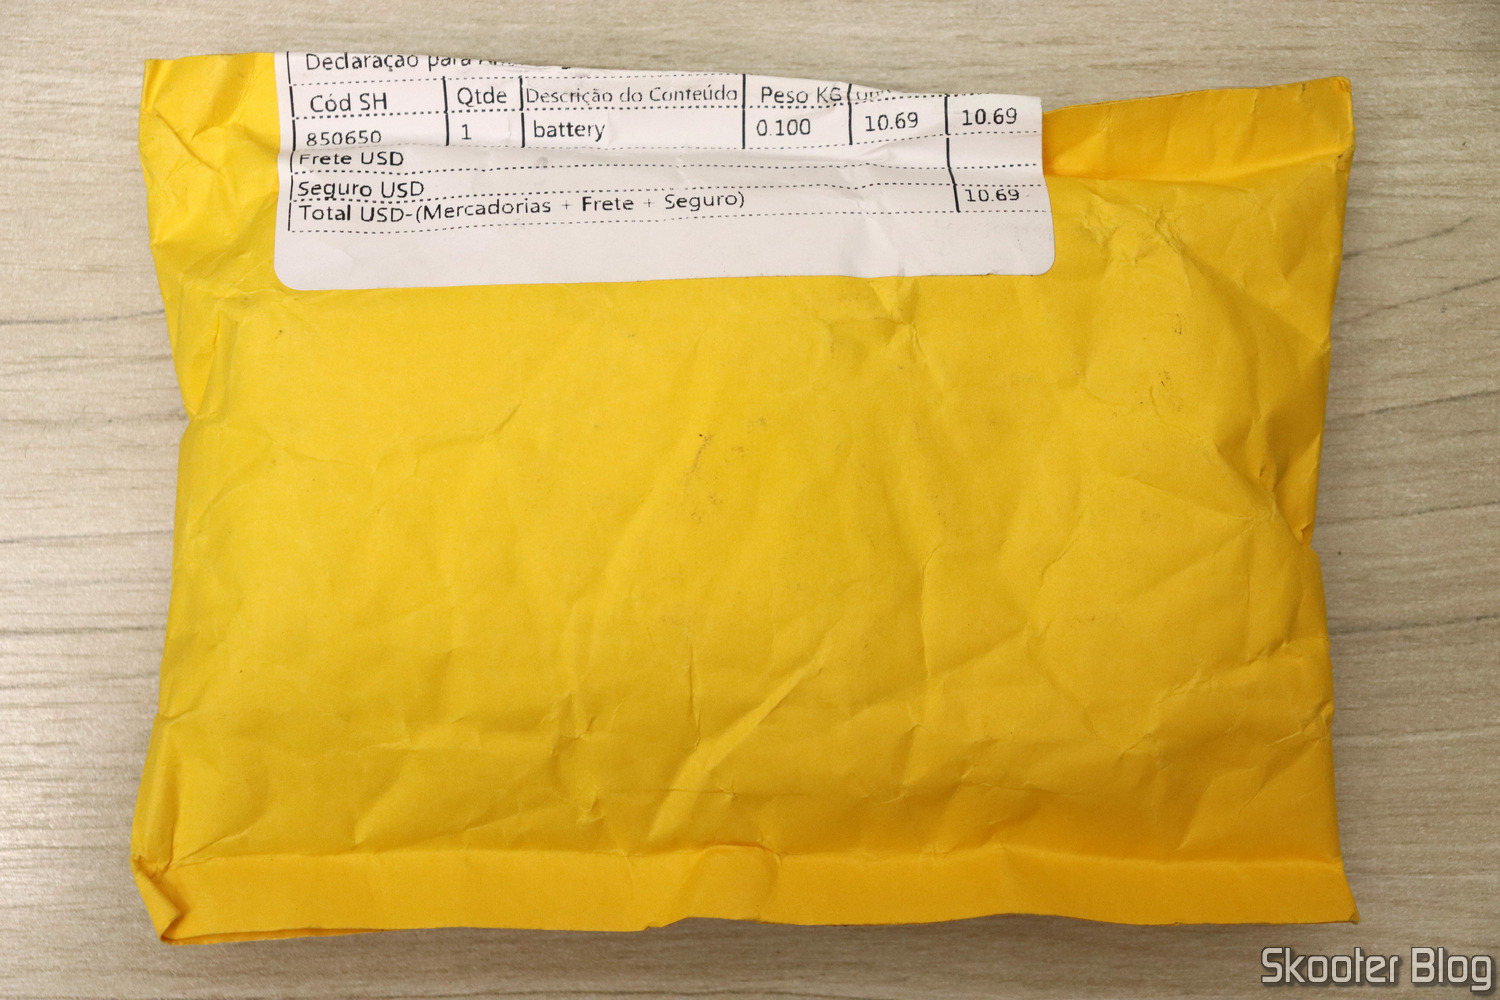 Declaração para
Cód SH Qtde Descrição do Conteúdo Peso KG
850650 1 battery 0.100 10.69 10.69
Frete USD
Seguro USD
Total USD-(Mercadorias + Frete + Seguro) 10.69
Skooter Blog